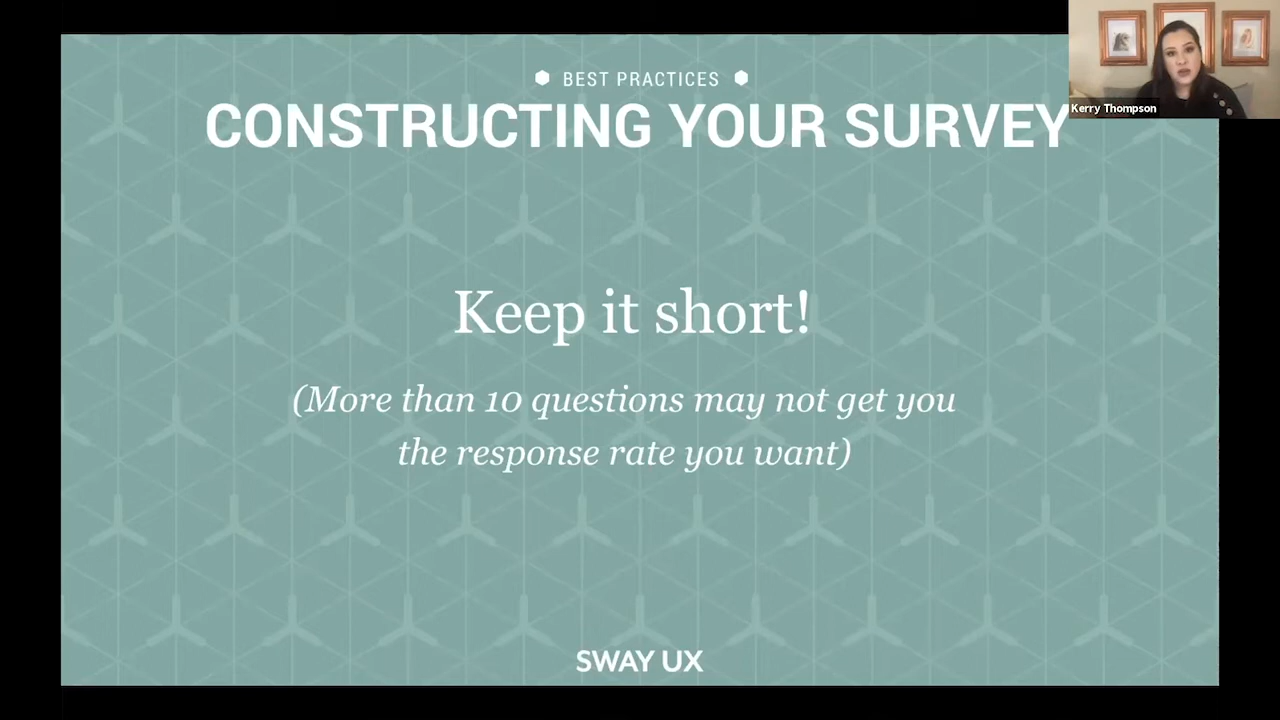 BEST PRACTICES
CONSTRUCTING YOUR SURVEY
Kerry Thompson
Keep it short!
(More than 10 questions may not get you
the response rate you want)
SWAY UX